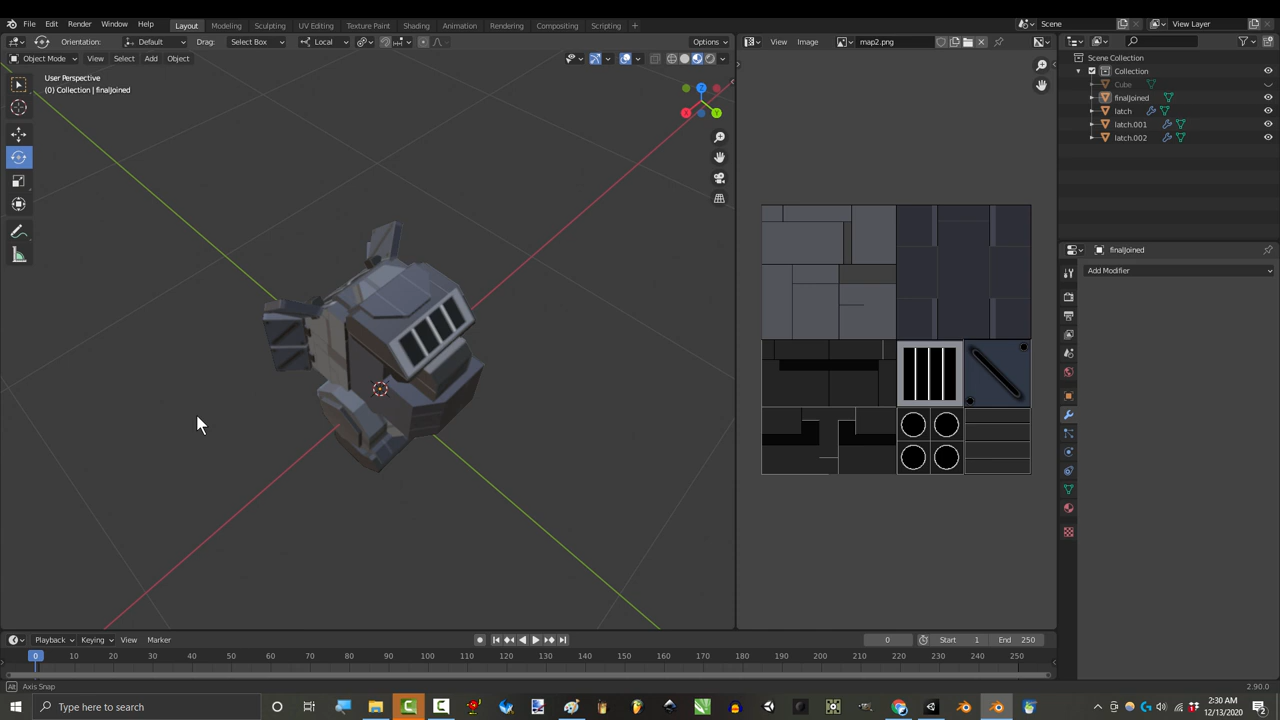 File Edit Render Window Help Layout Modeling Sculpting UV Editing Texture Paint Shading Animation Rendering Compositing Scripting + Scene View Layer
Orientation: Default Drag: Select Box Local Options View Image map2.png
Object Mode View Select Add Object
User Perspective
(0) Collection | finalJoined
Z
X Y
Scene Collection
Collection
Cube
finalJoined
latch
latch.001
latch.002
finalJoined
Add Modifier
Playback Keying View Marker 0 Start 1 End 250
0 10 20 30 40 50 60 70 80 90 100 110 120 130 140 150 160 170 180 190 200 210 220 230 240 250
Alt Axis Snap 2.90.0
Type here to search
2:30 AM
12/13/2020
2